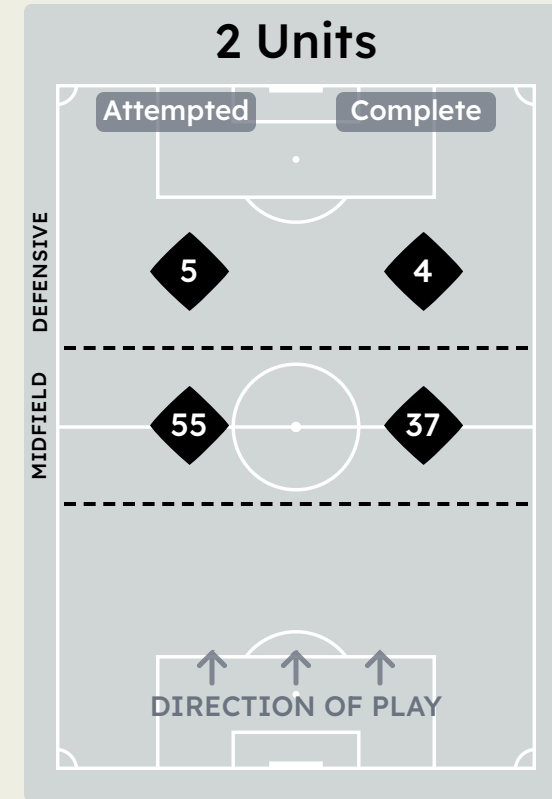 2 Units
Attempted Complete
DEFENSIVE
5 4
MIDFIELD
55 37
DIRECTION OF PLAY